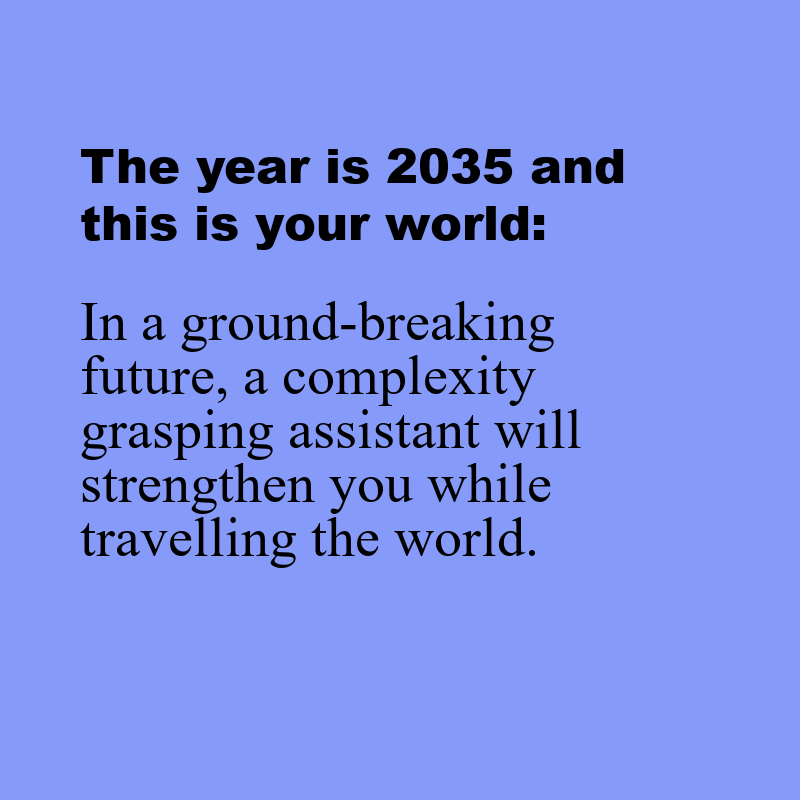 The year is 2035 and
this is your world:
In a ground-breaking
future, a complexity
grasping assistant will
strengthen you while
travelling the world.